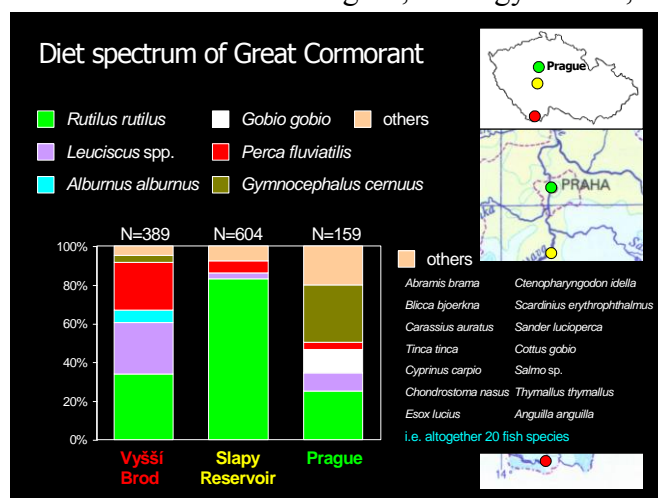 Diet spectrum of Great Cormorant
Prague
Rutilus rutilus
Gobio gobio
others
Leuciscus spp.
Perca fluviatilis
Alburnus alburnus
Gymnocephalus cernuus
PRAHA
N=389 N=604 N=159
100%
80%
60%
40%
20%
0%
Vyšší
Brod
Slapy
Reservoir
Prague
others
Abramis brama Ctenopharyngodon idella
Blicca bjoerkna Scardinius erythrophthalmus
Carassius auratus Sander lucioperca
Tinca tinca Cottus gobio
Cyprinus carpio Salmo sp.
Chondrostoma nasus Thymallus thymallus
Esox lucius Anguilla anguilla
i.e. altogether 20 fish species
14°